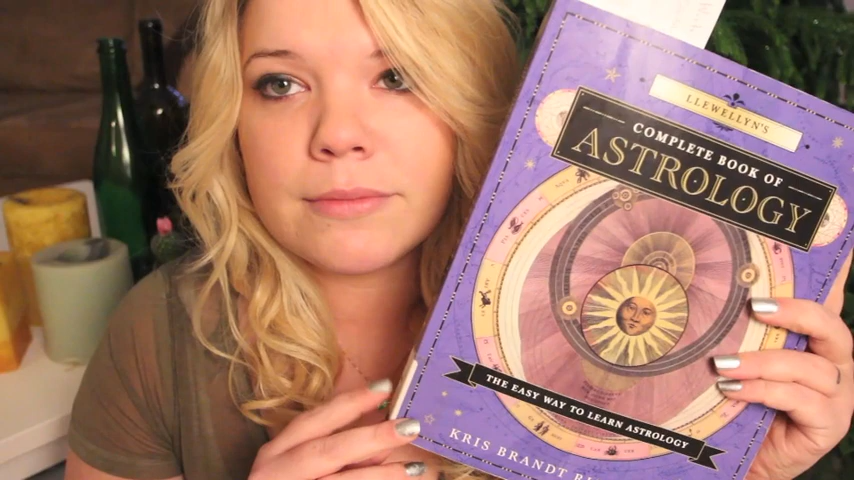 LLEWELLYN'S
COMPLETE BOOK OF
ASTROLOGY
THE EASY WAY TO LEARN ASTROLOGY
KRIS BRANDT